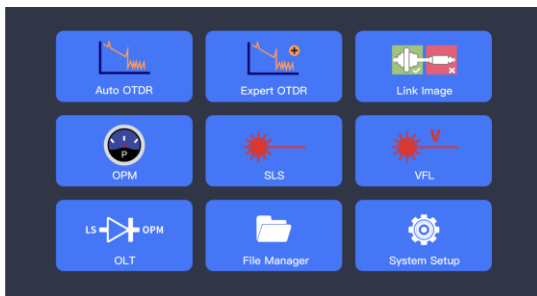 Auto OTDR
Expert OTDR
Link Image
P
OPM
SLS
V
VFL
LS OPM
OLT
File Manager
System Setup